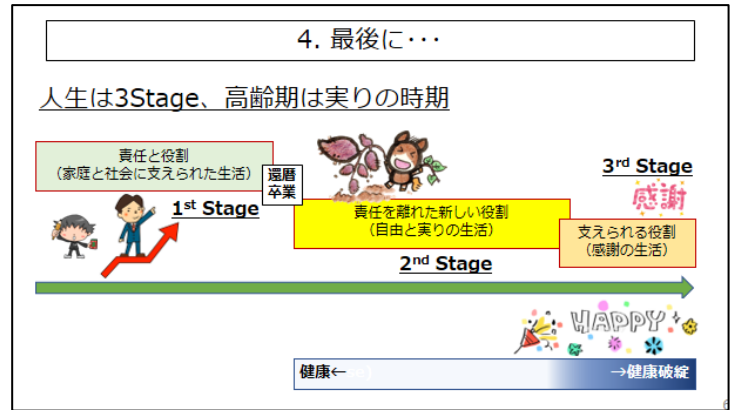 4. 最後に･･･
人生は3Stage、高齢期は実りの時期
責任と役割
（家庭と社会に支えられた生活）
還暦
卒業
1st Stage
3rd Stage
感謝
責任を離れた新しい役割
（自由と実りの生活）
支えられる役割
（感謝の生活）
2nd Stage
HAPPY
健康←
→健康破綻